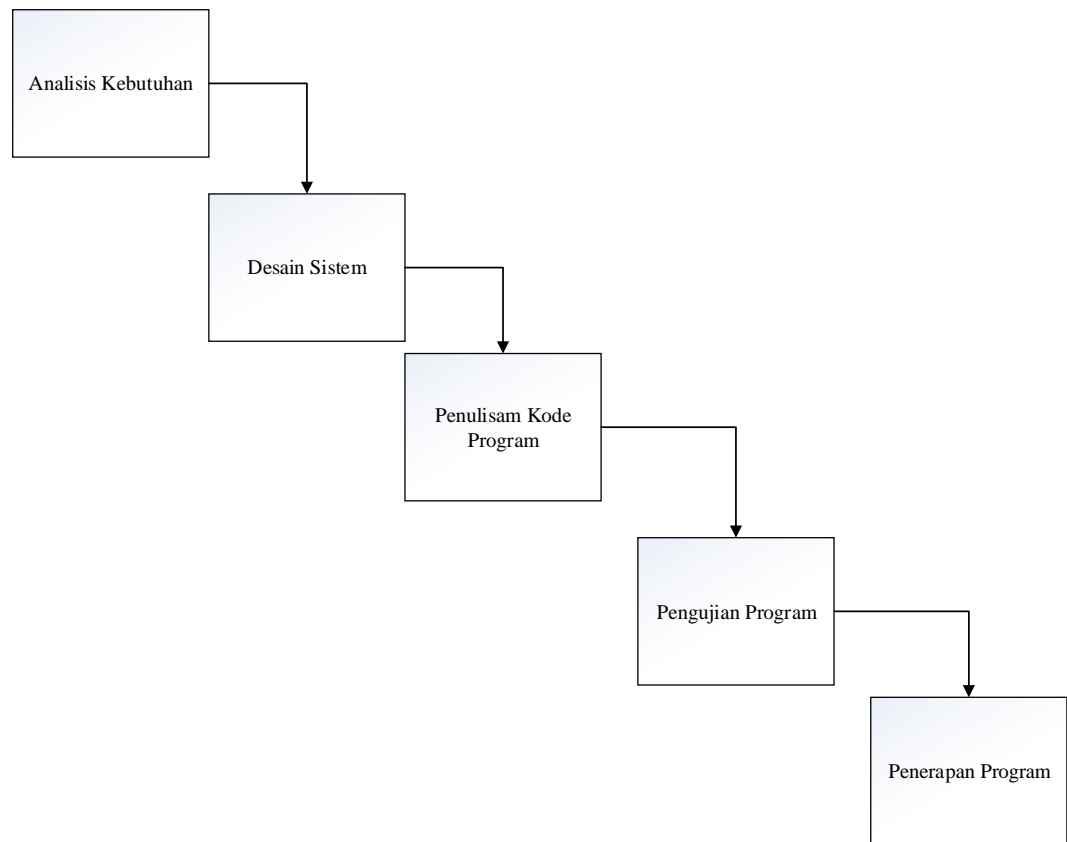 Analisis Kebutuhan
Desain Sistem
Penulisam Kode
Program
Pengujian Program
Penerapan Program